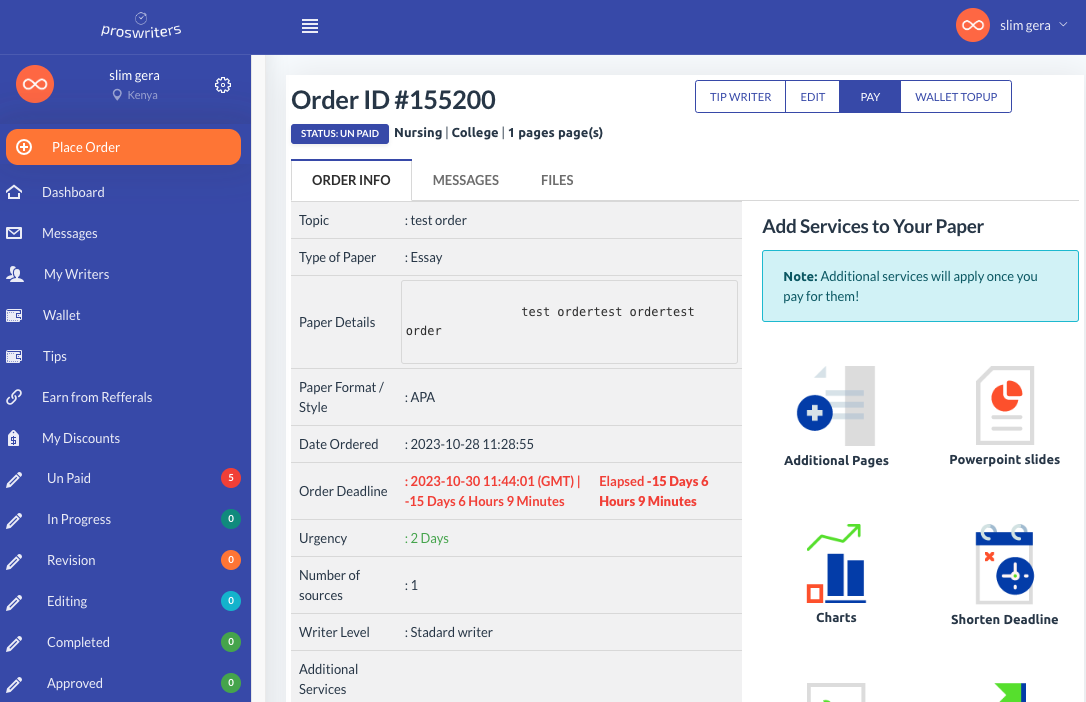 proswriters
slim gera
slim gera
Kenya
Place Order
Dashboard
Messages
My Writers
Wallet
Tips
Earn from Refferals
My Discounts
Un Paid 5
In Progress 0
Revision 0
Editing 0
Completed 0
Approved 0
Order ID #155200
TIP WRITER EDIT PAY WALLET TOPUP
STATUS: UN PAID Nursing | College | 1 pages page(s)
ORDER INFO MESSAGES FILES
Topic : test order
Type of Paper : Essay
Paper Details
test ordertest ordertest
order
Paper Format /
Style
: APA
Date Ordered : 2023-10-28 11:28:55
Order Deadline
: 2023-10-30 11:44:01 (GMT) |
-15 Days 6 Hours 9 Minutes
Elapsed -15 Days 6
Hours 9 Minutes
Urgency : 2 Days
Number of
sources
: 1
Writer Level : Stadard writer
Additional
Services
Add Services to Your Paper
Note: Additional services will apply once you
pay for them!
Additional Pages
Powerpoint slides
Charts
Shorten Deadline